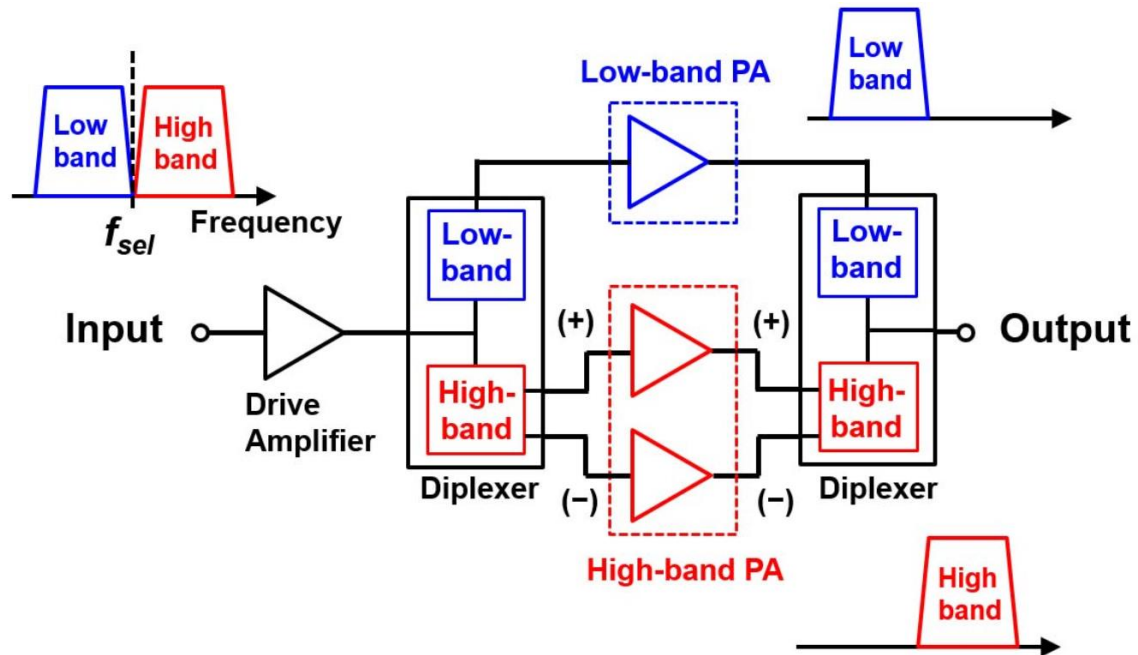 Low
band
High
band
f_sel
Frequency
Low-band PA
Low
band
Low-
band
Low-
band
Input
Drive
Amplifier
High-
band
Diplexer
(+)
(+)
(−)
(−)
High-
band
Diplexer
Output
High-band PA
High
band